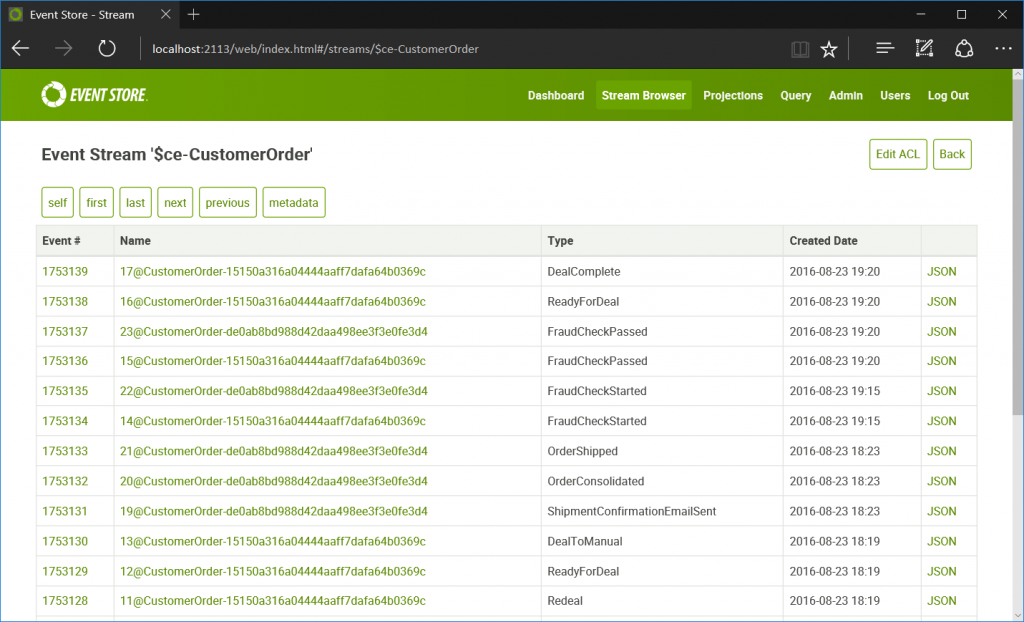 Event Store - Stream
localhost:2113/web/index.html#/streams/$ce-CustomerOrder
EVENT STORE Dashboard Stream Browser Projections Query Admin Users Log Out
Event Stream '$ce-CustomerOrder' Edit ACL Back
self first last next previous metadata
Event # Name Type Created Date
1753139 17@CustomerOrder-15150a316a04444aaff7dafa64b0369c DealComplete 2016-08-23 19:20 JSON
1753138 16@CustomerOrder-15150a316a04444aaff7dafa64b0369c ReadyForDeal 2016-08-23 19:20 JSON
1753137 23@CustomerOrder-de0ab8bd988d42daa498ee3f3e0fe3d4 FraudCheckPassed 2016-08-23 19:20 JSON
1753136 15@CustomerOrder-15150a316a04444aaff7dafa64b0369c FraudCheckPassed 2016-08-23 19:20 JSON
1753135 22@CustomerOrder-de0ab8bd988d42daa498ee3f3e0fe3d4 FraudCheckStarted 2016-08-23 19:15 JSON
1753134 14@CustomerOrder-15150a316a04444aaff7dafa64b0369c FraudCheckStarted 2016-08-23 19:15 JSON
1753133 21@CustomerOrder-de0ab8bd988d42daa498ee3f3e0fe3d4 OrderShipped 2016-08-23 18:23 JSON
1753132 20@CustomerOrder-de0ab8bd988d42daa498ee3f3e0fe3d4 OrderConsolidated 2016-08-23 18:23 JSON
1753131 19@CustomerOrder-de0ab8bd988d42daa498ee3f3e0fe3d4 ShipmentConfirmationEmailSent 2016-08-23 18:23 JSON
1753130 13@CustomerOrder-15150a316a04444aaff7dafa64b0369c DealToManual 2016-08-23 18:19 JSON
1753129 12@CustomerOrder-15150a316a04444aaff7dafa64b0369c ReadyForDeal 2016-08-23 18:19 JSON
1753128 11@CustomerOrder-15150a316a04444aaff7dafa64b0369c Redeal 2016-08-23 18:19 JSON